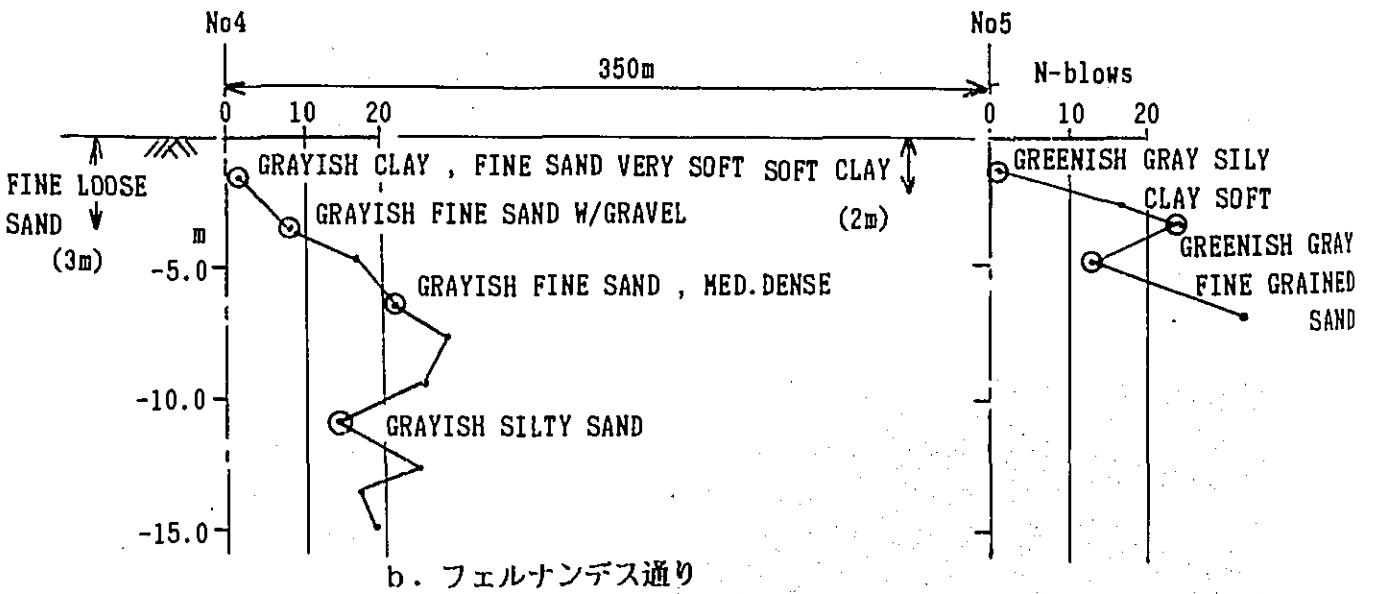 No4
No5
350m
N-blows
0 10 20
0 10 20
GRAYISH CLAY , FINE SAND VERY SOFT
SOFT CLAY
(2m)
GREENISH GRAY SILY
CLAY SOFT
FINE LOOSE
SAND
(3m)
GRAYISH FINE SAND W/GRAVEL
m
-5.0
GRAYISH FINE SAND , MED.DENSE
GREENISH GRAY
FINE GRAINED
SAND
-10.0
GRAYISH SILTY SAND
-15.0
b．フェルナンデス通り